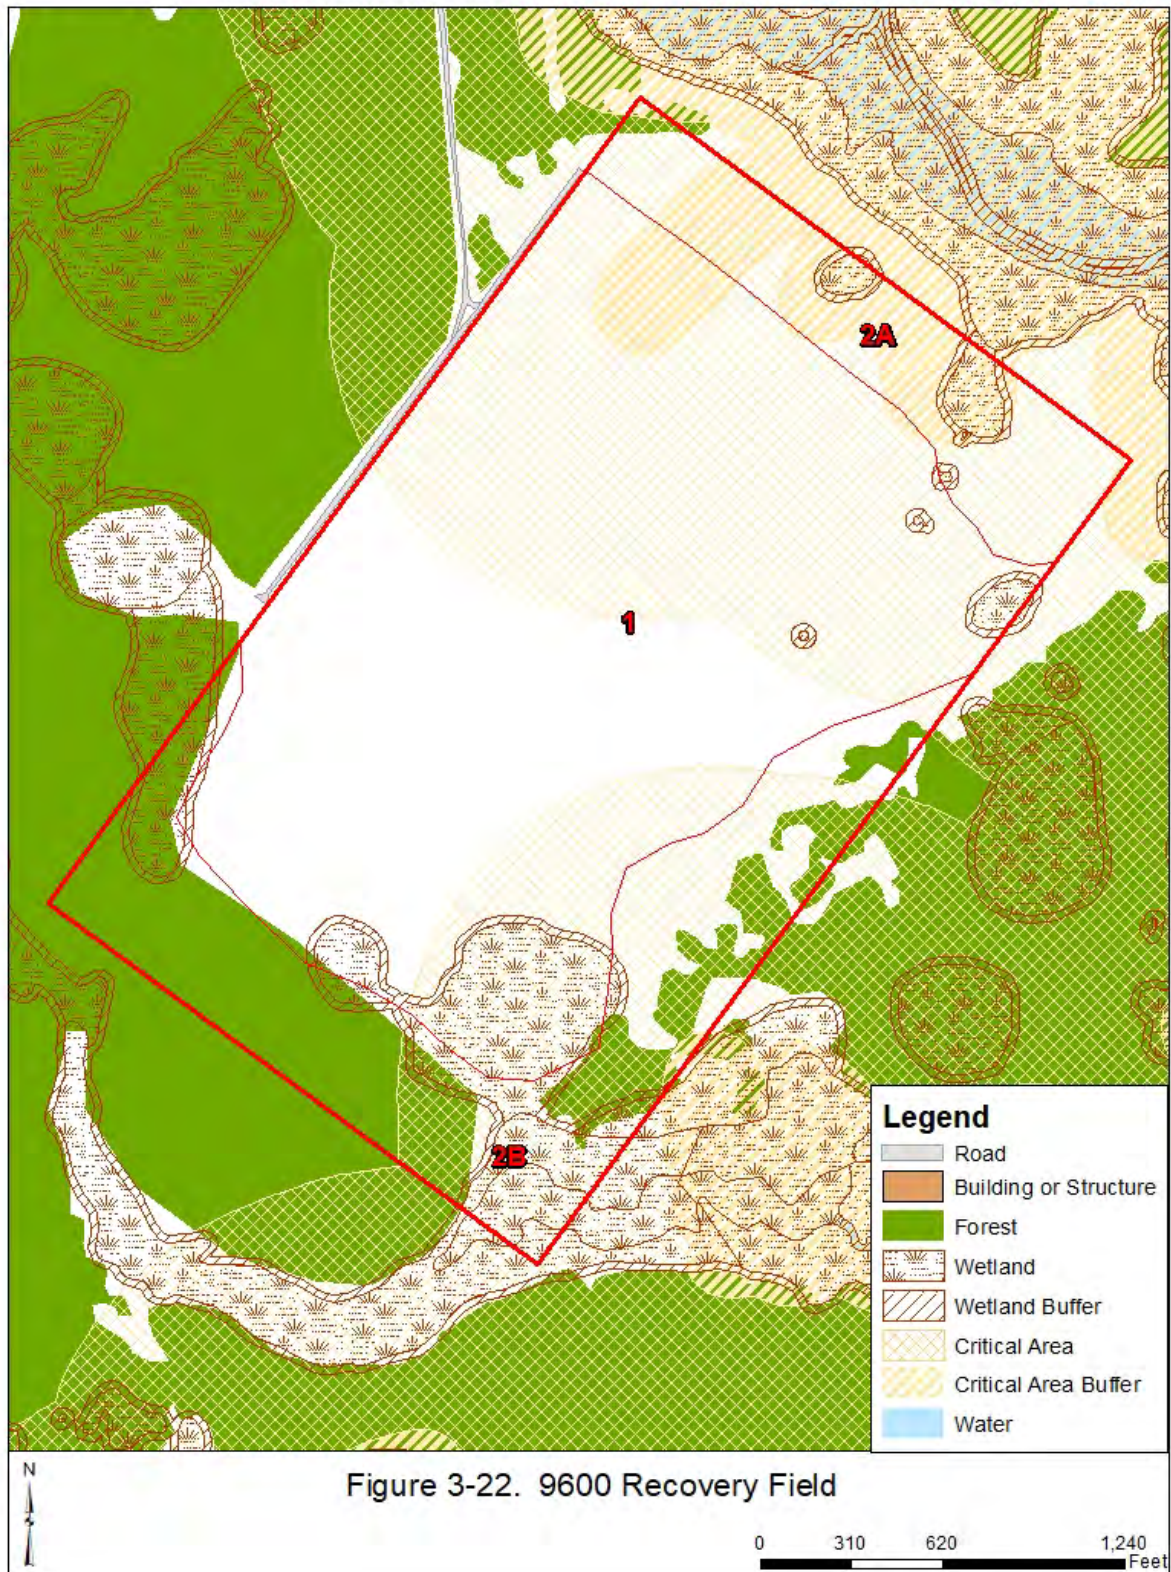 2A
1
2B
Legend
Road
Building or Structure
Forest
Wetland
Wetland Buffer
Critical Area
Critical Area Buffer
Water
N
Figure 3-22. 9600 Recovery Field
0 310 620 1,240
Feet